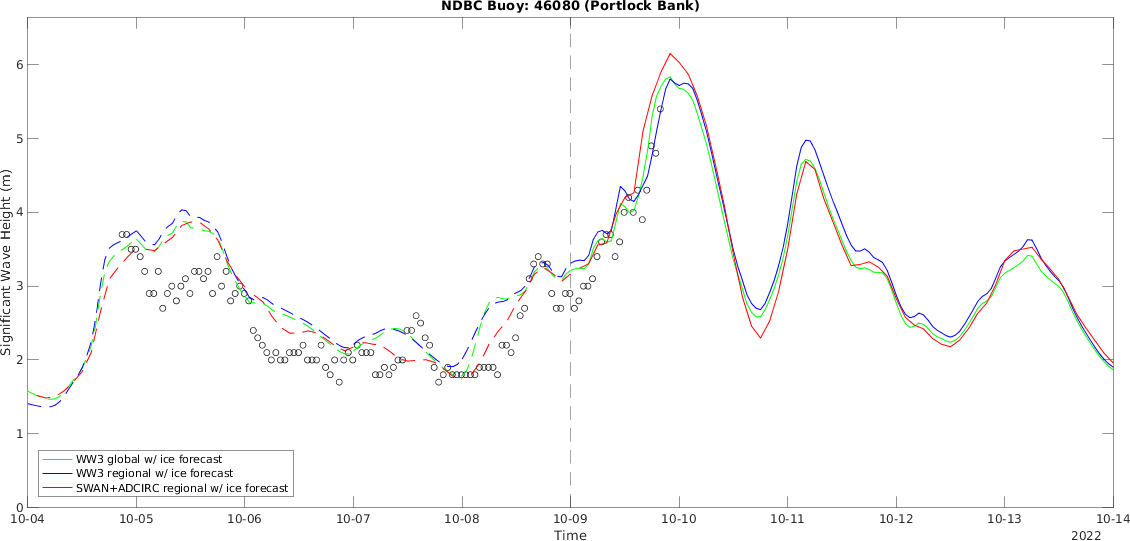 NDBC Buoy: 46080 (Portlock Bank)
Significant Wave Height (m)
6
5
4
3
2
1
0
WW3 global w/ ice forecast
WW3 regional w/ ice forecast
SWAN+ADCIRC regional w/ ice forecast
10-04 10-05 10-06 10-07 10-08 10-09 10-10 10-11 10-12 10-13 10-14
Time
2022